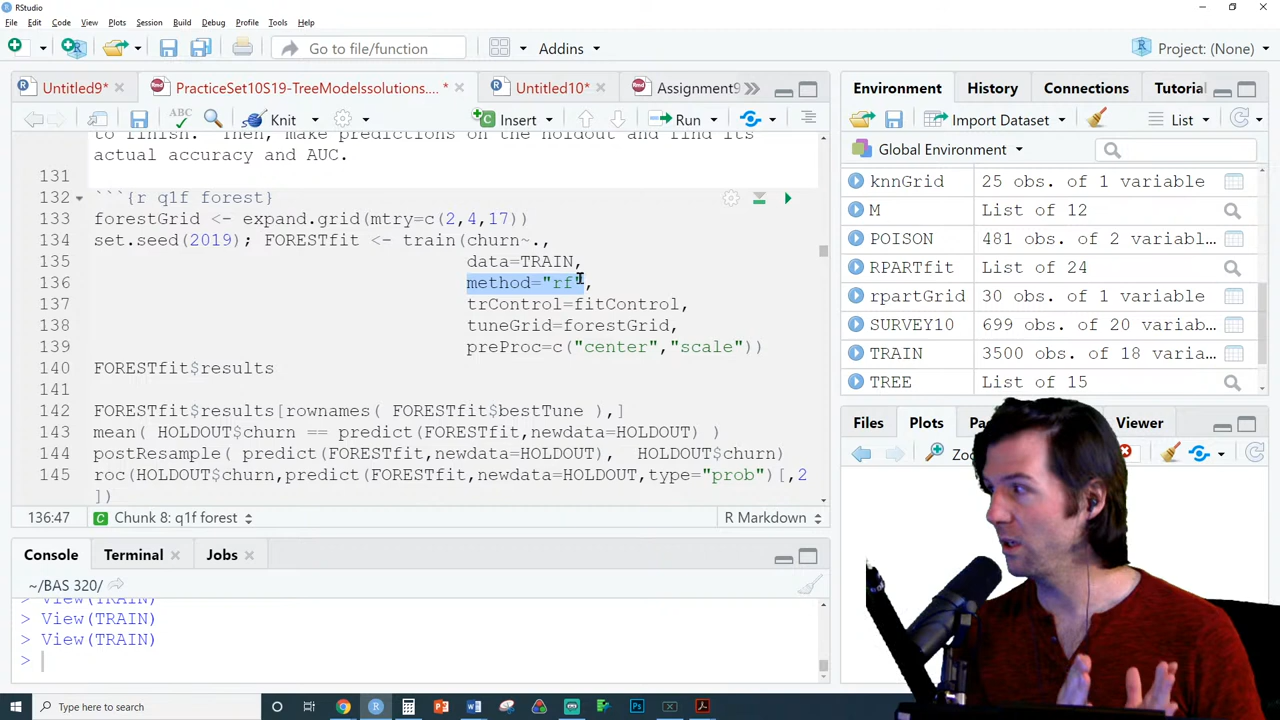 RStudio
File Edit Code View Plots Session Build Debug Profile Tools Help
Go to file/function Addins Project: (None)
Untitled9* PracticeSet10S19-TreeModelssolutions.... * Untitled10* Assignment9
ABC Knit Insert Run
to finish. Then, make predictions on the holdout and find its
actual accuracy and AUC.
131
132 ```{r q1f forest}
133 forestGrid <- expand.grid(mtry=c(2,4,17))
134 set.seed(2019); FORESTfit <- train(churn~.,
135 data=TRAIN,
136 method="rf",
137 trControl=fitControl,
138 tuneGrid=forestGrid,
139 preProc=c("center","scale"))
140 FORESTfit$results
141
142 FORESTfit$results[rownames( FORESTfit$bestTune ),]
143 mean( HOLDOUT$churn == predict(FORESTfit,newdata=HOLDOUT) )
144 postResample( predict(FORESTfit,newdata=HOLDOUT), HOLDOUT$churn)
145 roc(HOLDOUT$churn,predict(FORESTfit,newdata=HOLDOUT,type="prob")[,2
])
136:47 Chunk 8: q1f forest R Markdown
Console Terminal Jobs
~/BAS 320/
> View(TRAIN)
> View(TRAIN)
> View(TRAIN)
>
Environment History Connections Tutorial
Import Dataset List
Global Environment
knnGrid 25 obs. of 1 variable
M List of 12
POISON 481 obs. of 2 variab…
RPARTfit List of 24
rpartGrid 30 obs. of 1 variable
SURVEY10 699 obs. of 20 variab…
TRAIN 3500 obs. of 18 varia…
TREE List of 15
Files Plots Viewer
Type here to search